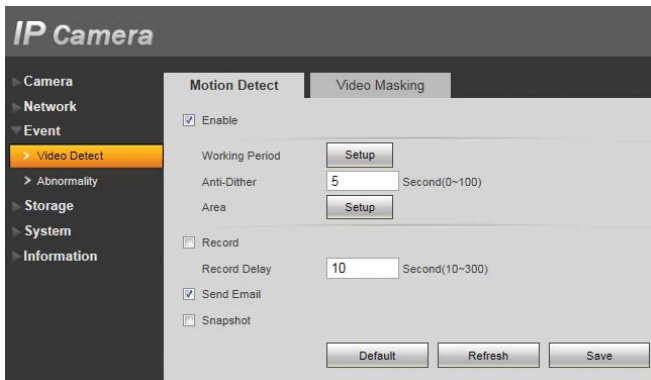 IP Camera
Camera
Network
Event
> Video Detect
> Abnormality
Storage
System
Information
Motion Detect
Video Masking
Enable
Working Period Setup
Anti-Dither 5 Second(0~100)
Area Setup
Record
Record Delay 10 Second(10~300)
Send Email
Snapshot
Default Refresh Save